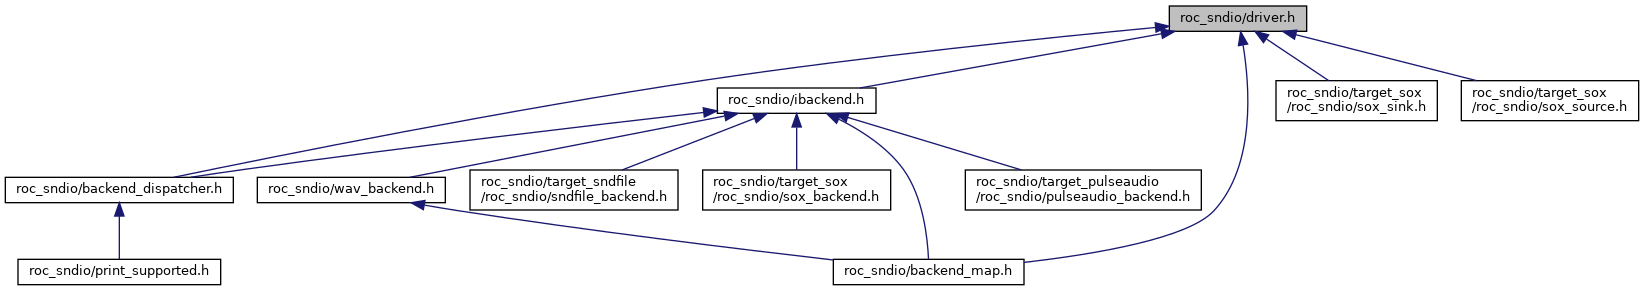 roc_sndio/driver.h
roc_sndio/target_sox
/roc_sndio/sox_sink.h
roc_sndio/target_sox
/roc_sndio/sox_source.h
roc_sndio/ibackend.h
roc_sndio/backend_dispatcher.h
roc_sndio/wav_backend.h
roc_sndio/target_sndfile
/roc_sndio/sndfile_backend.h
roc_sndio/target_sox
/roc_sndio/sox_backend.h
roc_sndio/target_pulseaudio
/roc_sndio/pulseaudio_backend.h
roc_sndio/print_supported.h
roc_sndio/backend_map.h